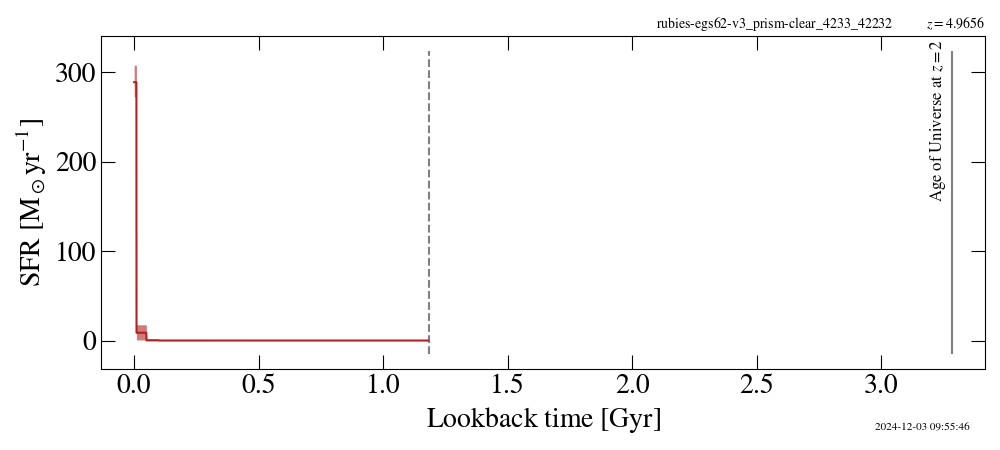 rubies-egs62-v3_prism-clear_4233_42232 z = 4.9656
Age of Universe at z = 2
SFR [M⊙yr⁻¹]
300
200
100
0
0.0 0.5 1.0 1.5 2.0 2.5 3.0
Lookback time [Gyr]
2024-12-03 09:55:46